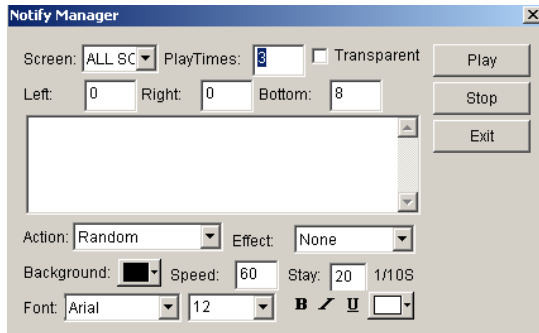 Notify Manager
Screen: ALL SC PlayTimes: 3 Transparent Play
Left: 0 Right: 0 Bottom: 8 Stop
Exit
Action: Random Effect: None
Background: Speed: 60 Stay: 20 1/10S
Font: Arial 12 B I U